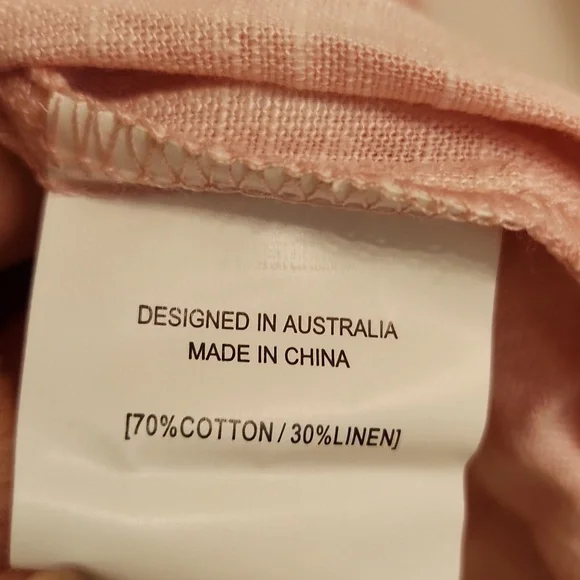 DESIGNED IN AUSTRALIA
MADE IN CHINA
[70%COTTON / 30%LINEN]